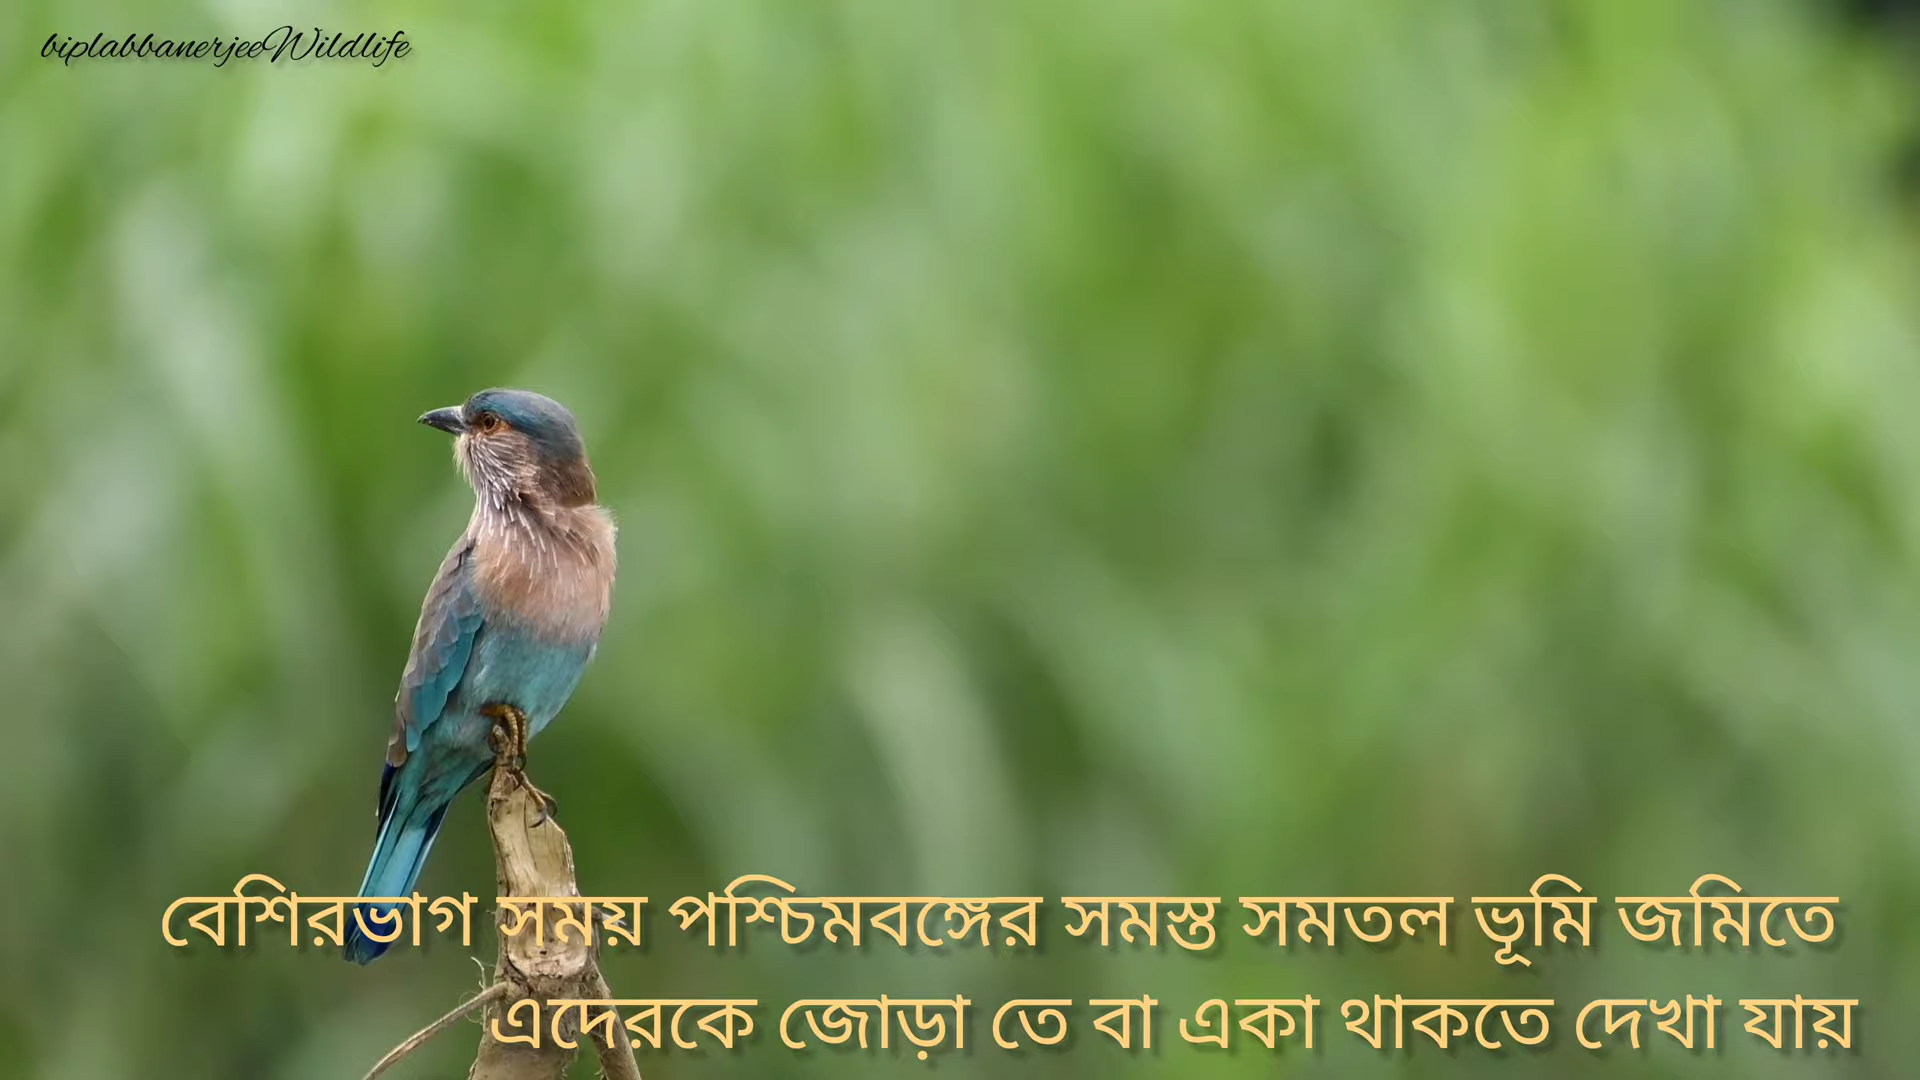 biplabbanerjeeWildlife
বেশিরভাগ সময় পশ্চিমবঙ্গের সমস্ত সমতল ভূমি জমিতে
এদেরকে জোড়া তে বা একা থাকতে দেখা যায়